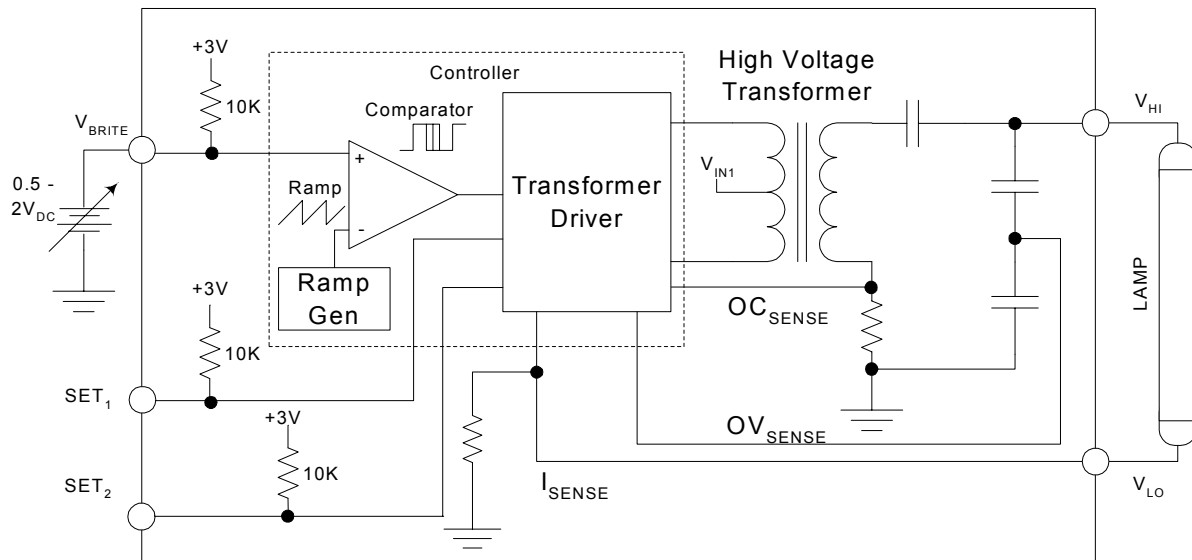 +3V
10K
V_BRITE
0.5 -
2V_DC
Controller
Comparator
+
Ramp
-
Ramp
Gen
Transformer
Driver
High Voltage
Transformer
V_IN1
V_HI
LAMP
V_LO
OC_SENSE
OV_SENSE
I_SENSE
+3V
10K
SET_1
+3V
10K
SET_2